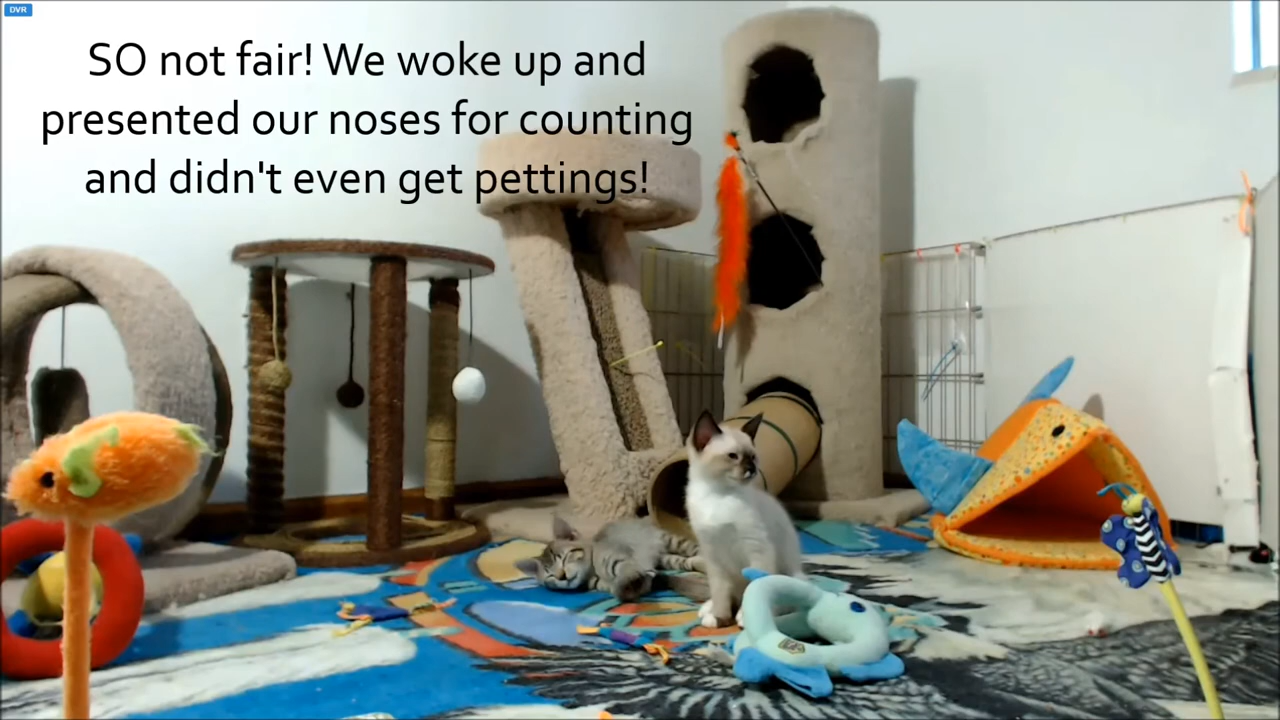 DVR
SO not fair! We woke up and
presented our noses for counting
and didn't even get pettings!